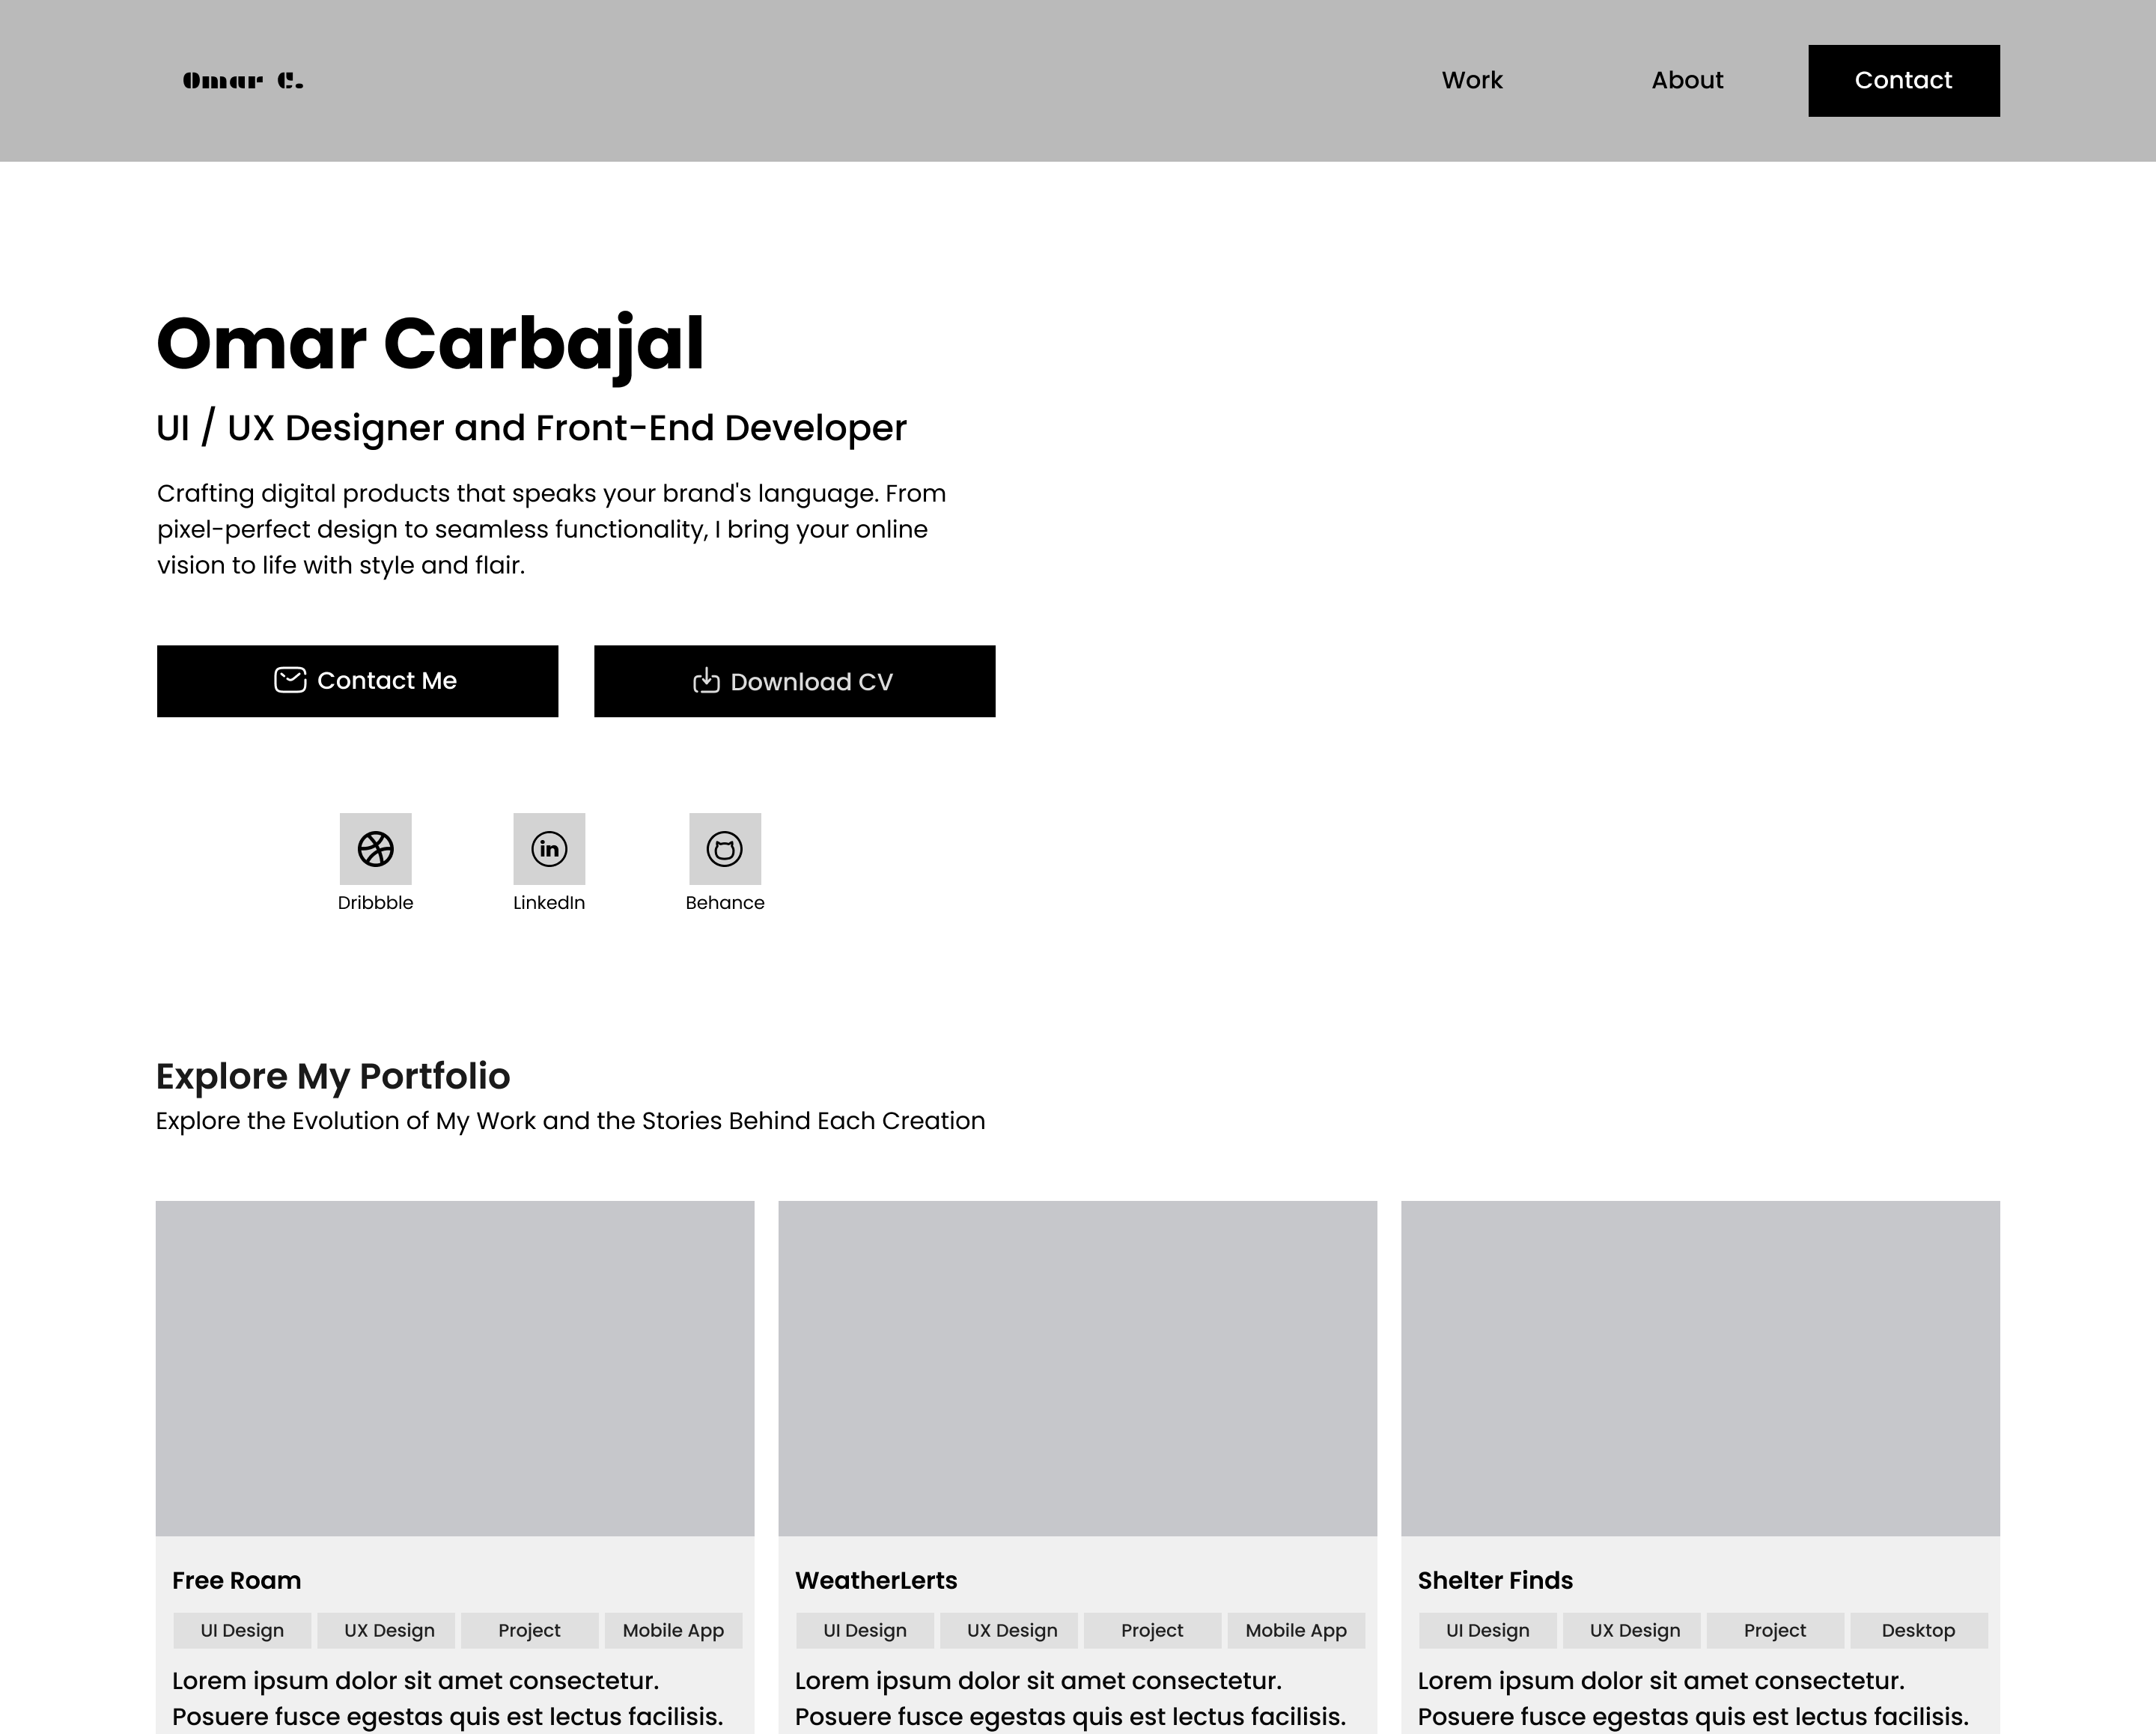 Omar C.
Work
About
Contact
Omar Carbajal
UI / UX Designer and Front-End Developer
Crafting digital products that speaks your brand's language. From
pixel-perfect design to seamless functionality, I bring your online
vision to life with style and flair.
Contact Me
Download CV
in
Dribbble
LinkedIn
Behance
Explore My Portfolio
Explore the Evolution of My Work and the Stories Behind Each Creation
Free Roam
UI Design
UX Design
Project
Mobile App
Lorem ipsum dolor sit amet consectetur.
Posuere fusce egestas quis est lectus facilisis.
WeatherLerts
UI Design
UX Design
Project
Mobile App
Lorem ipsum dolor sit amet consectetur.
Posuere fusce egestas quis est lectus facilisis.
Shelter Finds
UI Design
UX Design
Project
Desktop
Lorem ipsum dolor sit amet consectetur.
Posuere fusce egestas quis est lectus facilisis.